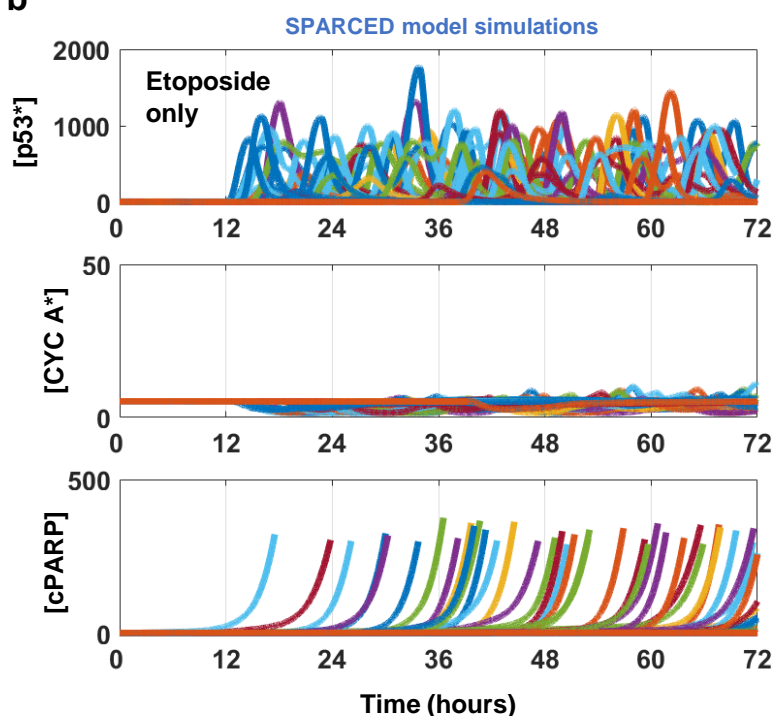 b
SPARCED model simulations
2000
1000
0
[p53*]
Etoposide
only
0 12 24 36 48 60 72
50
0
[CYC A*]
0 12 24 36 48 60 72
500
0
[cPARP]
0 12 24 36 48 60 72
Time (hours)